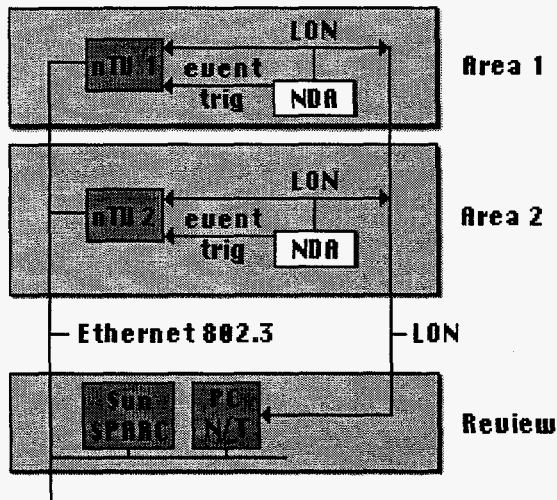 LON
nTU 1
event
trig
NDA
Area 1
LON
nTU 2
event
trig
NDA
Area 2
Ethernet 802.3
LON
Sun
SPARC
PC
N/T
Review